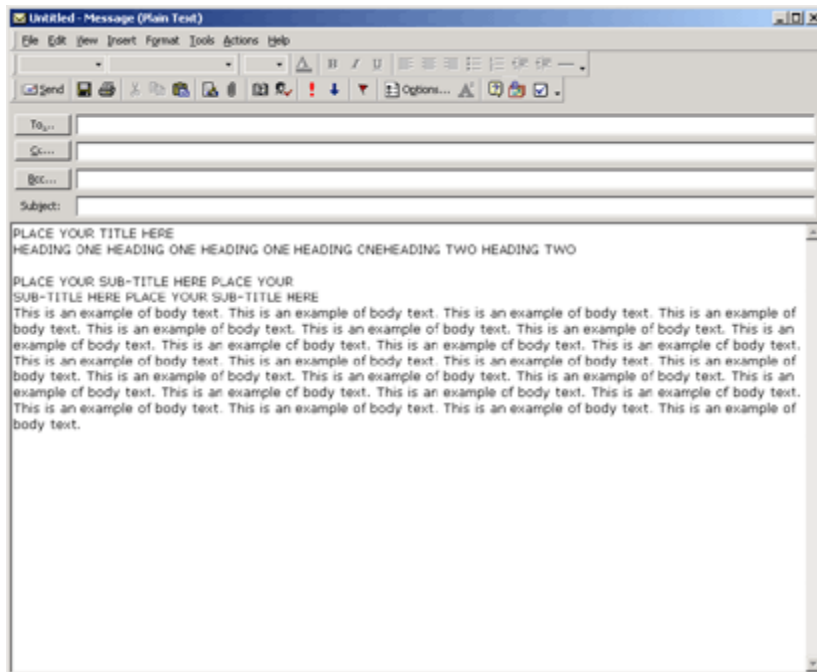 Untitled - Message (Plain Text)
File Edit View Insert Format Tools Actions Help
Send Options...
To...
Cc...
Bcc...
Subject:
PLACE YOUR TITLE HERE
HEADING ONE HEADING ONE HEADING ONE HEADING ONEHEADING TWO HEADING TWO
PLACE YOUR SUB-TITLE HERE PLACE YOUR
SUB-TITLE HERE PLACE YOUR SUB-TITLE HERE
This is an example of body text. This is an example of body text. This is an example of body text. This is an example of
body text. This is an example of body text. This is an example of body text. This is an example of body text. This is an
example of body text. This is an example of body text. This is an example of body text. This is an example of body text.
This is an example of body text. This is an example of body text. This is an example of body text. This is an example of
body text. This is an example of body text. This is an example of body text. This is an example of body text. This is an
example of body text. This is an example of body text. This is an example of body text. This is an example of body text.
This is an example of body text. This is an example of body text. This is an example of body text. This is an example of
body text.